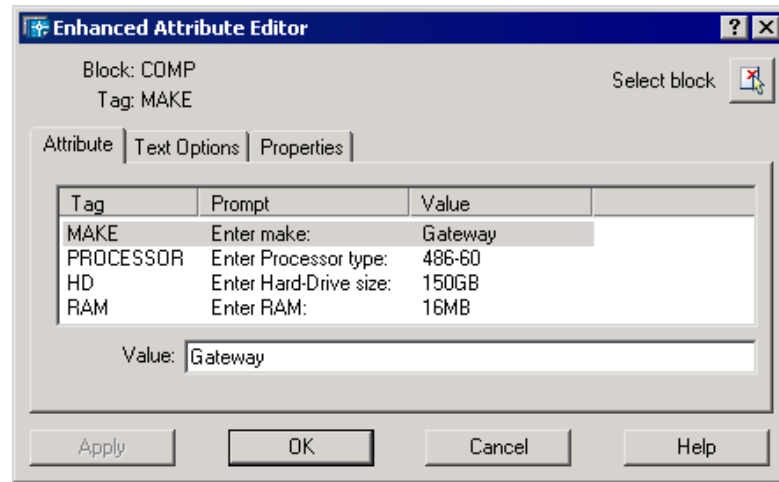 Enhanced Attribute Editor
Block: COMP
Tag: MAKE
Select block
Attribute Text Options Properties
Tag Prompt Value
MAKE Enter make: Gateway
PROCESSOR Enter Processor type: 486-60
HD Enter Hard-Drive size: 150GB
RAM Enter RAM: 16MB
Value: Gateway
Apply OK Cancel Help